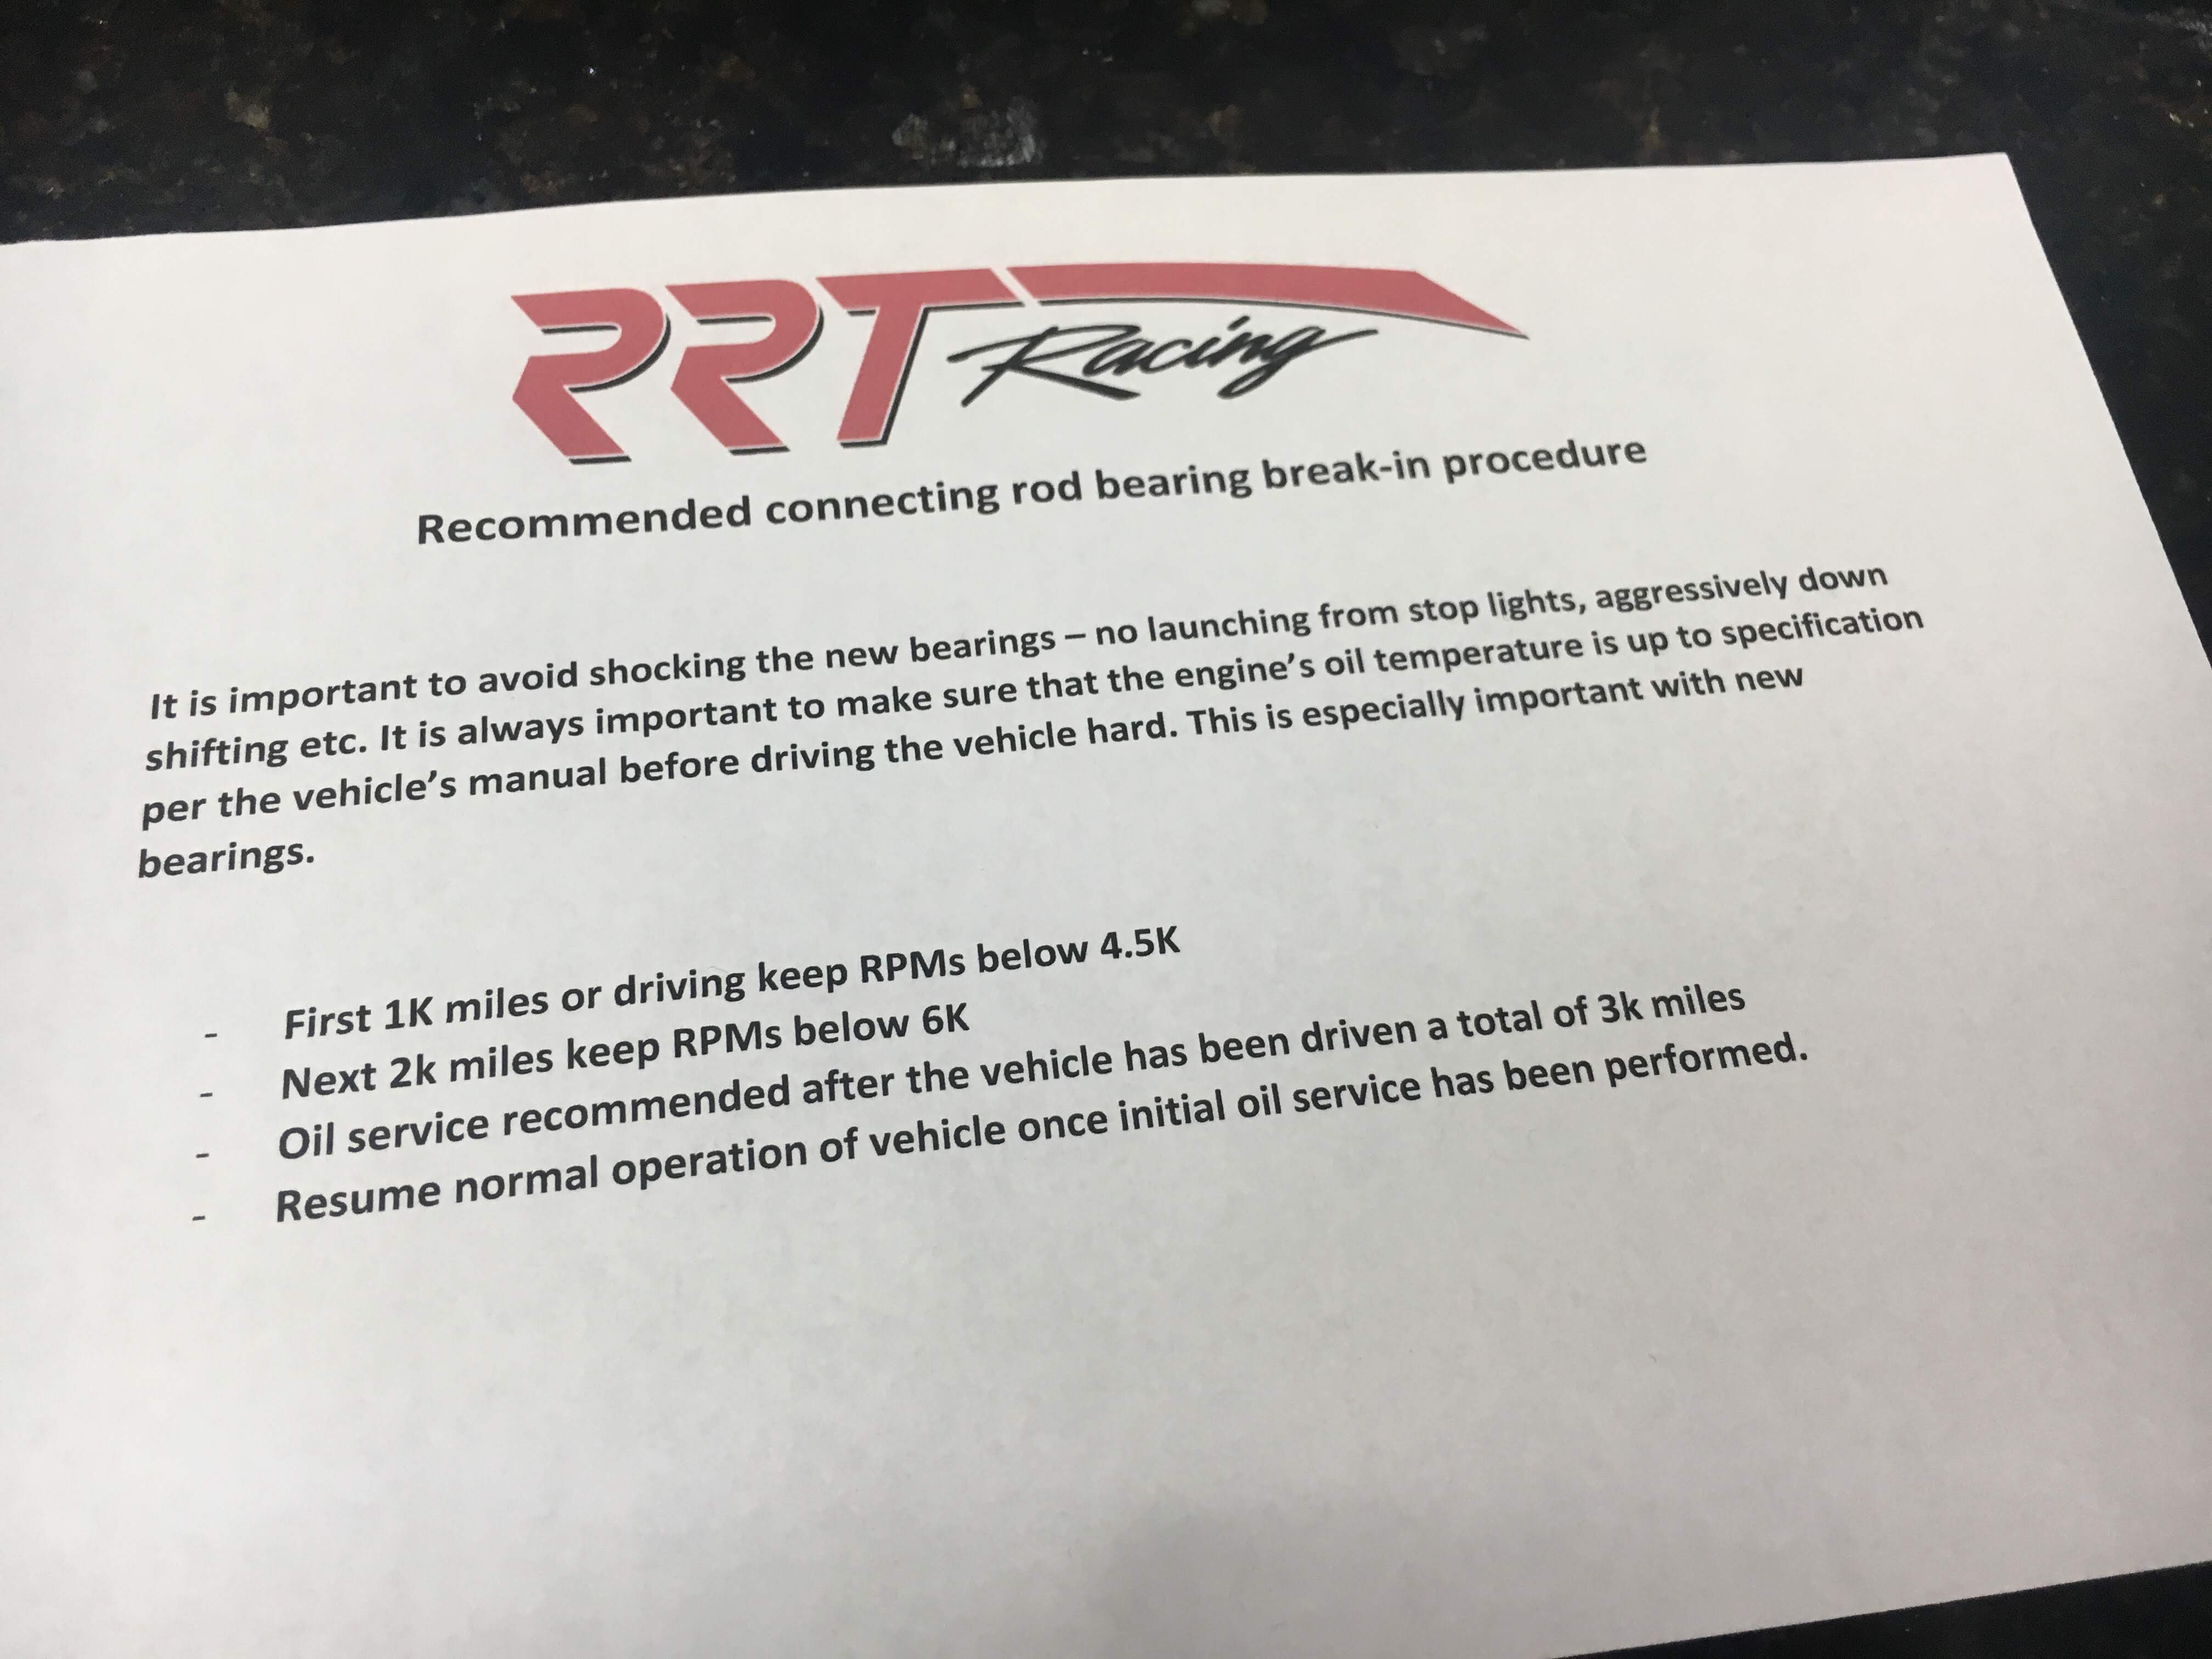 RRT Racing
Recommended connecting rod bearing break-in procedure
It is important to avoid shocking the new bearings – no launching from stop lights, aggressively down
shifting etc. It is always important to make sure that the engine’s oil temperature is up to specification
per the vehicle’s manual before driving the vehicle hard. This is especially important with new
bearings.
- First 1K miles or driving keep RPMs below 4.5K
- Next 2k miles keep RPMs below 6K
- Oil service recommended after the vehicle has been driven a total of 3k miles
- Resume normal operation of vehicle once initial oil service has been performed.